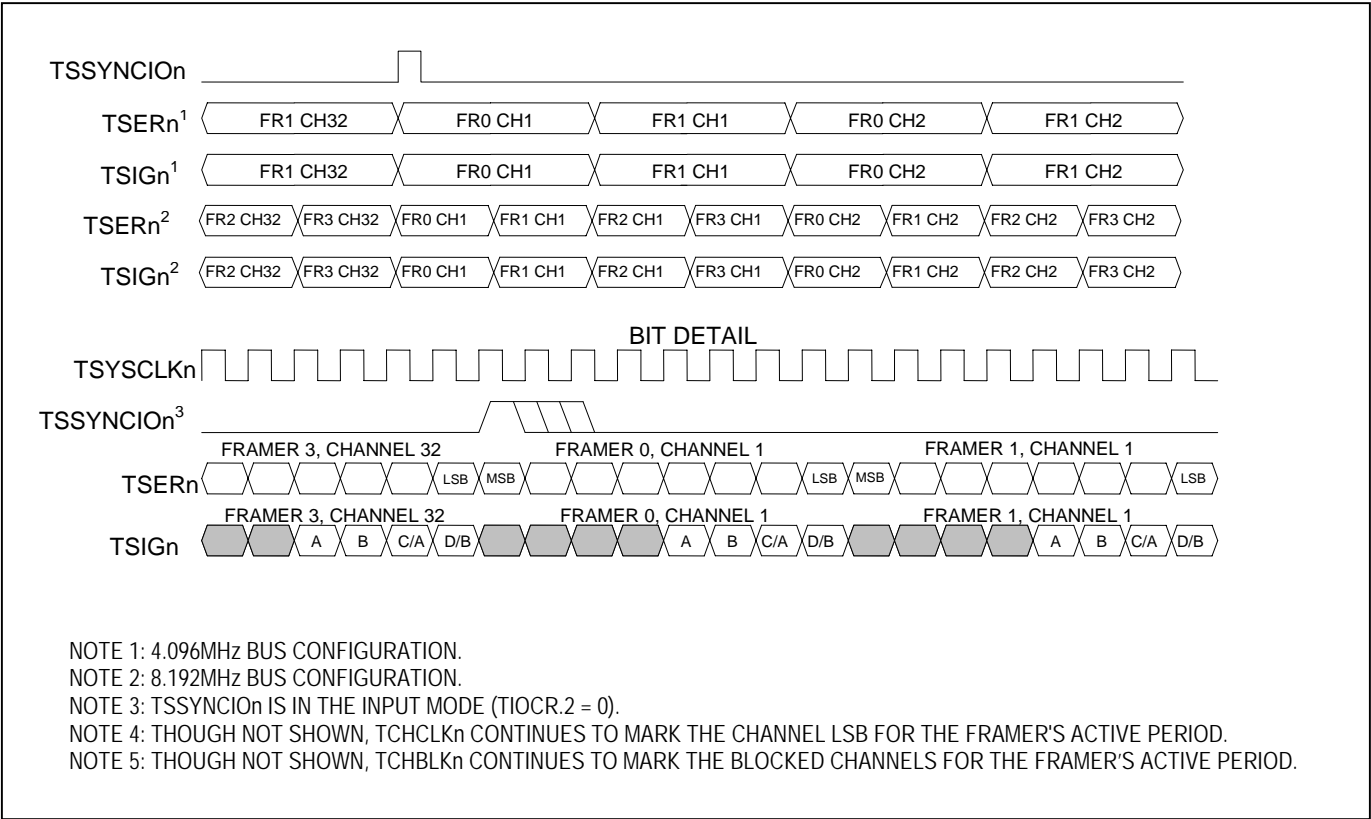 TSSYNCIOn
TSERn1 FR1 CH32 FR0 CH1 FR1 CH1 FR0 CH2 FR1 CH2
TSIGn1 FR1 CH32 FR0 CH1 FR1 CH1 FR0 CH2 FR1 CH2
TSERn2 FR2 CH32 FR3 CH32 FR0 CH1 FR1 CH1 FR2 CH1 FR3 CH1 FR0 CH2 FR1 CH2 FR2 CH2 FR3 CH2
TSIGn2 FR2 CH32 FR3 CH32 FR0 CH1 FR1 CH1 FR2 CH1 FR3 CH1 FR0 CH2 FR1 CH2 FR2 CH2 FR3 CH2
BIT DETAIL
TSYSCLKn
TSSYNCIOn3
FRAMER 3, CHANNEL 32 FRAMER 0, CHANNEL 1 FRAMER 1, CHANNEL 1
TSERn LSB MSB LSB MSB LSB
FRAMER 3, CHANNEL 32 FRAMER 0, CHANNEL 1 FRAMER 1, CHANNEL 1
TSIGn A B C/A D/B A B C/A D/B A B C/A D/B
NOTE 1: 4.096MHz BUS CONFIGURATION.
NOTE 2: 8.192MHz BUS CONFIGURATION.
NOTE 3: TSSYNCIOn IS IN THE INPUT MODE (TIOCR.2 = 0).
NOTE 4: THOUGH NOT SHOWN, TCHCLKn CONTINUES TO MARK THE CHANNEL LSB FOR THE FRAMER'S ACTIVE PERIOD.
NOTE 5: THOUGH NOT SHOWN, TCHBLKn CONTINUES TO MARK THE BLOCKED CHANNELS FOR THE FRAMER'S ACTIVE PERIOD.